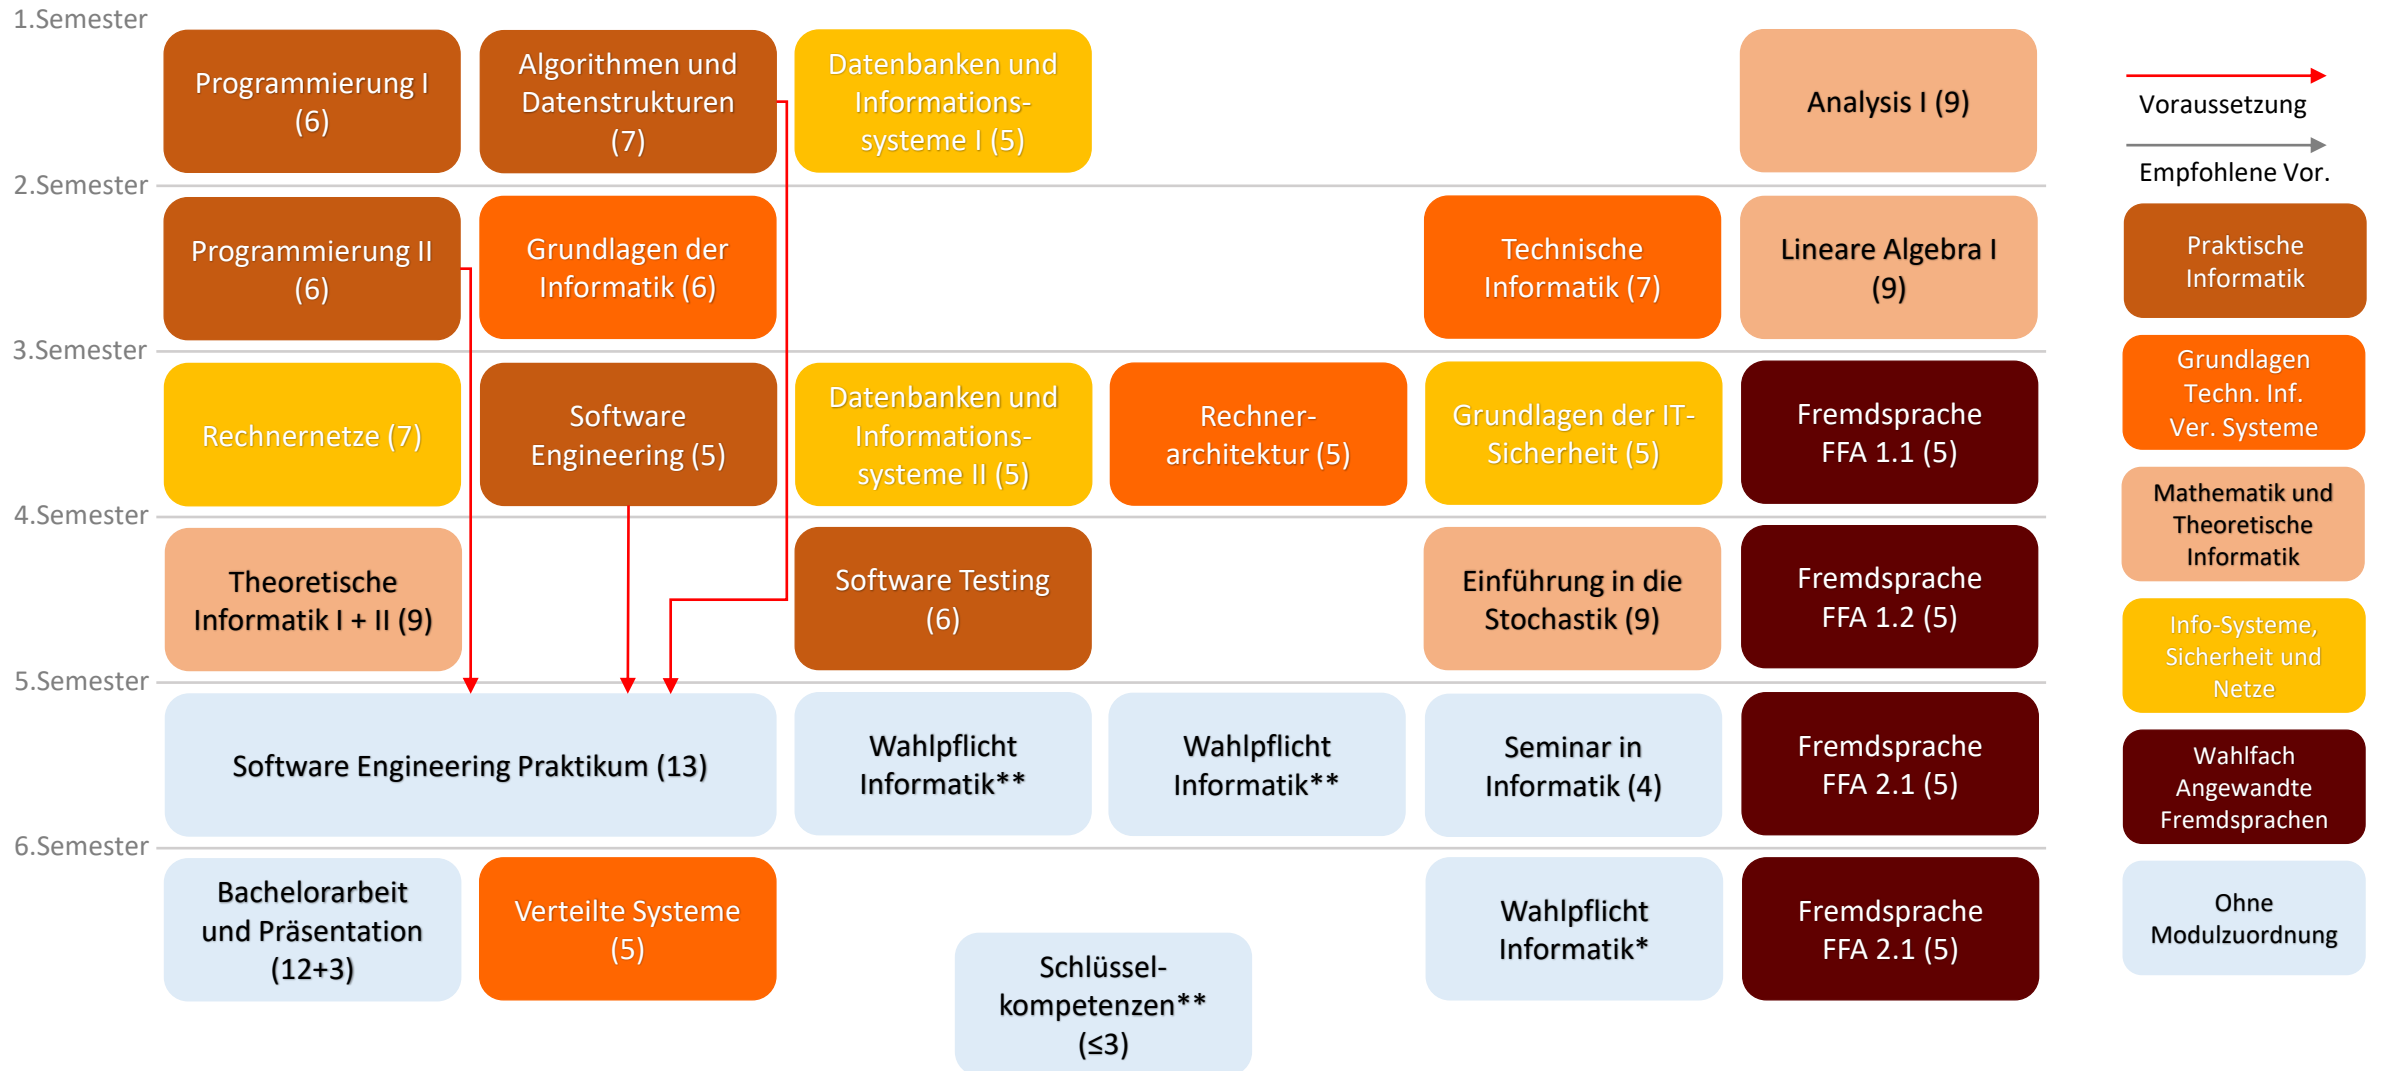 1.Semester
Programmierung I
(6)
Algorithmen und
Datenstrukturen
(7)
Datenbanken und
Informations-
systeme I (5)
Analysis I (9)
2.Semester
Programmierung II
(6)
Grundlagen der
Informatik (6)
Technische
Informatik (7)
Lineare Algebra I
(9)
3.Semester
Rechnernetze (7)
Software
Engineering (5)
Datenbanken und
Informations-
systeme II (5)
Rechner-
architektur (5)
Grundlagen der IT-
Sicherheit (5)
Fremdsprache
FFA 1.1 (5)
4.Semester
Theoretische
Informatik I + II (9)
Software Testing
(6)
Einführung in die
Stochastik (9)
Fremdsprache
FFA 1.2 (5)
5.Semester
Software Engineering Praktikum (13)
Wahlpflicht
Informatik**
Wahlpflicht
Informatik**
Seminar in
Informatik (4)
Fremdsprache
FFA 2.1 (5)
6.Semester
Bachelorarbeit
und Präsentation
(12+3)
Verteilte Systeme
(5)
Schlüssel-
kompetenzen**
(≤3)
Wahlpflicht
Informatik*
Fremdsprache
FFA 2.1 (5)
Voraussetzung
Empfohlene Vor.
Praktische
Informatik
Grundlagen
Techn. Inf.
Ver. Systeme
Mathematik und
Theoretische
Informatik
Info-Systeme,
Sicherheit und
Netze
Wahlfach
Angewandte
Fremdsprachen
Ohne
Modulzuordnung